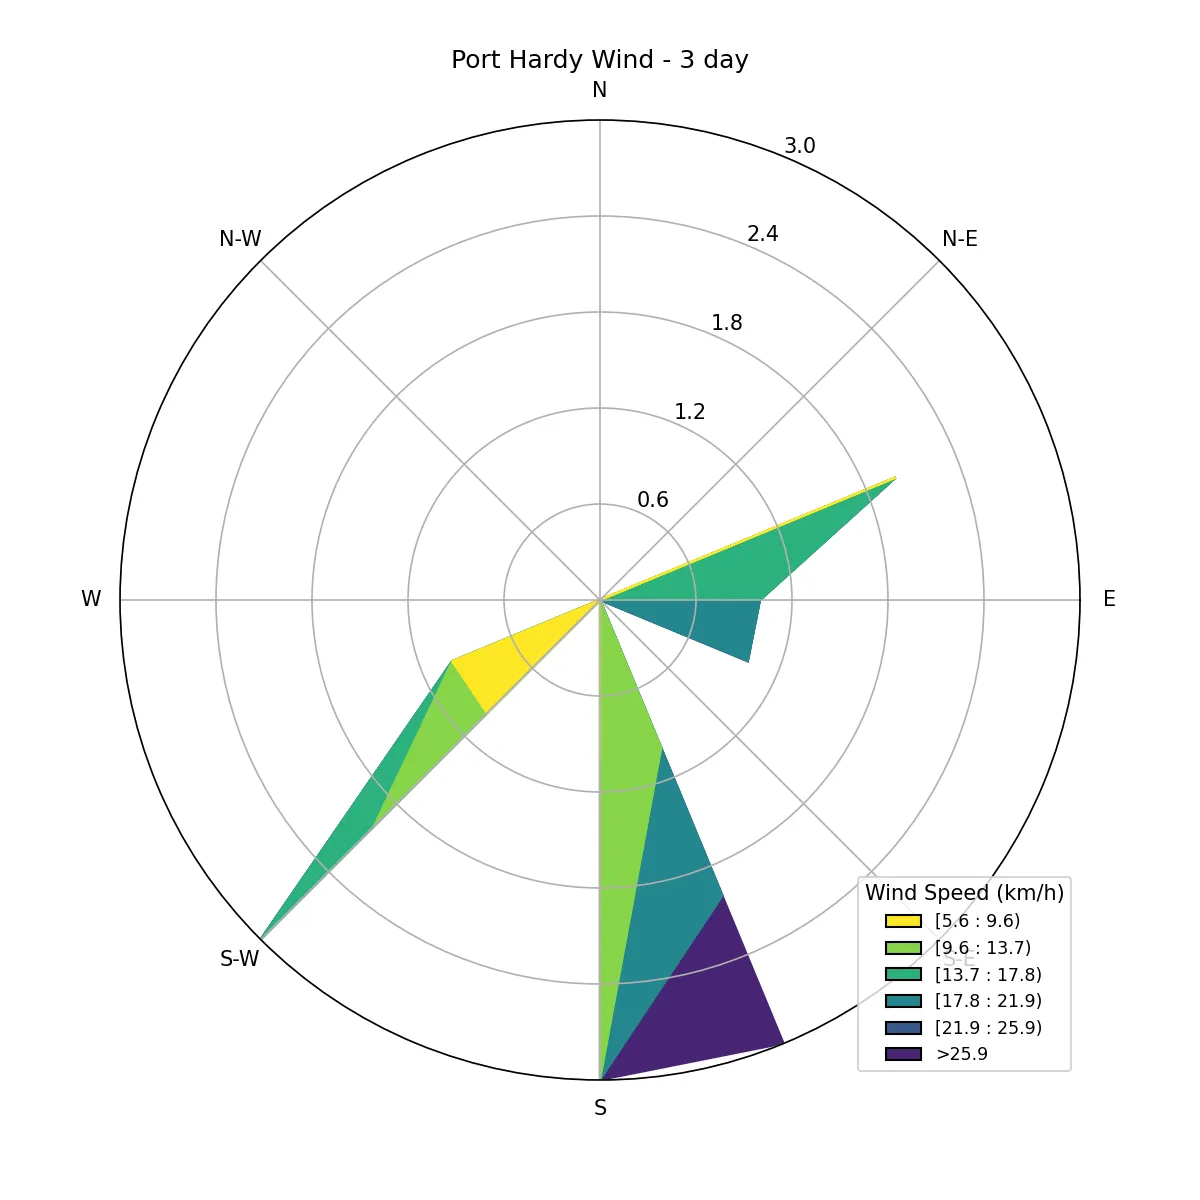 Port Hardy Wind - 3 day
N
3.0
N-W
N-E
2.4
1.8
1.2
0.6
W
E
S-W
S-E
S
Wind Speed (km/h)
[5.6 : 9.6)
[9.6 : 13.7)
[13.7 : 17.8)
[17.8 : 21.9)
[21.9 : 25.9)
>25.9